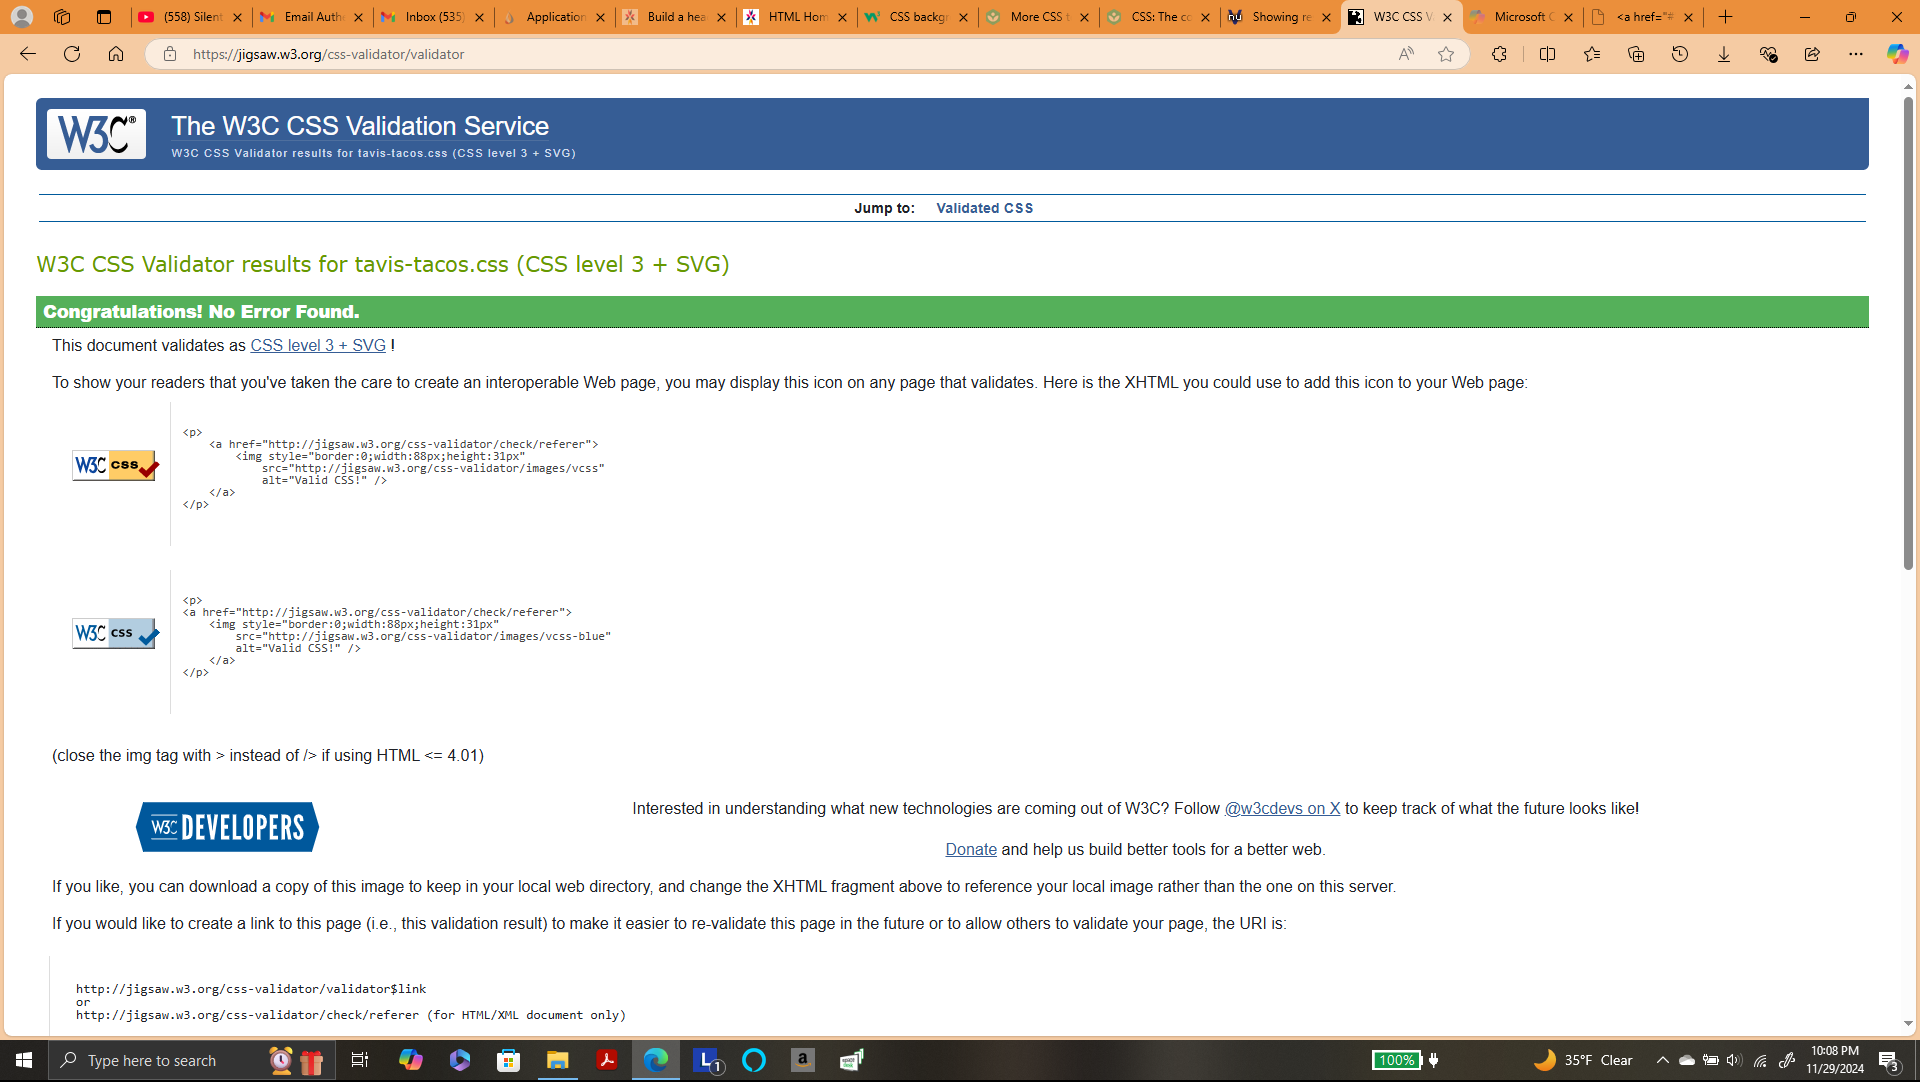 (558) Silent
Email Authe
Inbox (535)
Application
Build a hea
HTML Hom
CSS backgr
More CSS t
CSS: The co
Showing re
W3C CSS V
Microsoft C
<a href="#
https://jigsaw.w3.org/css-validator/validator
W3C®
The W3C CSS Validation Service
W3C CSS Validator results for tavis-tacos.css (CSS level 3 + SVG)
Jump to: Validated CSS
W3C CSS Validator results for tavis-tacos.css (CSS level 3 + SVG)
Congratulations! No Error Found.
This document validates as CSS level 3 + SVG !
To show your readers that you've taken the care to create an interoperable Web page, you may display this icon on any page that validates. Here is the XHTML you could use to add this icon to your Web page:
W3C css
<p>
<a href="http://jigsaw.w3.org/css-validator/check/referer">
<img style="border:0;width:88px;height:31px"
src="http://jigsaw.w3.org/css-validator/images/vcss"
alt="Valid CSS!" />
</a>
</p>
W3C css
<p>
<a href="http://jigsaw.w3.org/css-validator/check/referer">
<img style="border:0;width:88px;height:31px"
src="http://jigsaw.w3.org/css-validator/images/vcss-blue"
alt="Valid CSS!" />
</a>
</p>
(close the img tag with > instead of /> if using HTML <= 4.01)
W3C DEVELOPERS
Interested in understanding what new technologies are coming out of W3C? Follow @w3cdevs on X to keep track of what the future looks like!
Donate and help us build better tools for a better web.
If you like, you can download a copy of this image to keep in your local web directory, and change the XHTML fragment above to reference your local image rather than the one on this server.
If you would like to create a link to this page (i.e., this validation result) to make it easier to re-validate this page in the future or to allow others to validate your page, the URI is:
http://jigsaw.w3.org/css-validator/validator$link
or
http://jigsaw.w3.org/css-validator/check/referer (for HTML/XML document only)
Type here to search
L 1
a
100%
35°F Clear
10:08 PM
11/29/2024
3